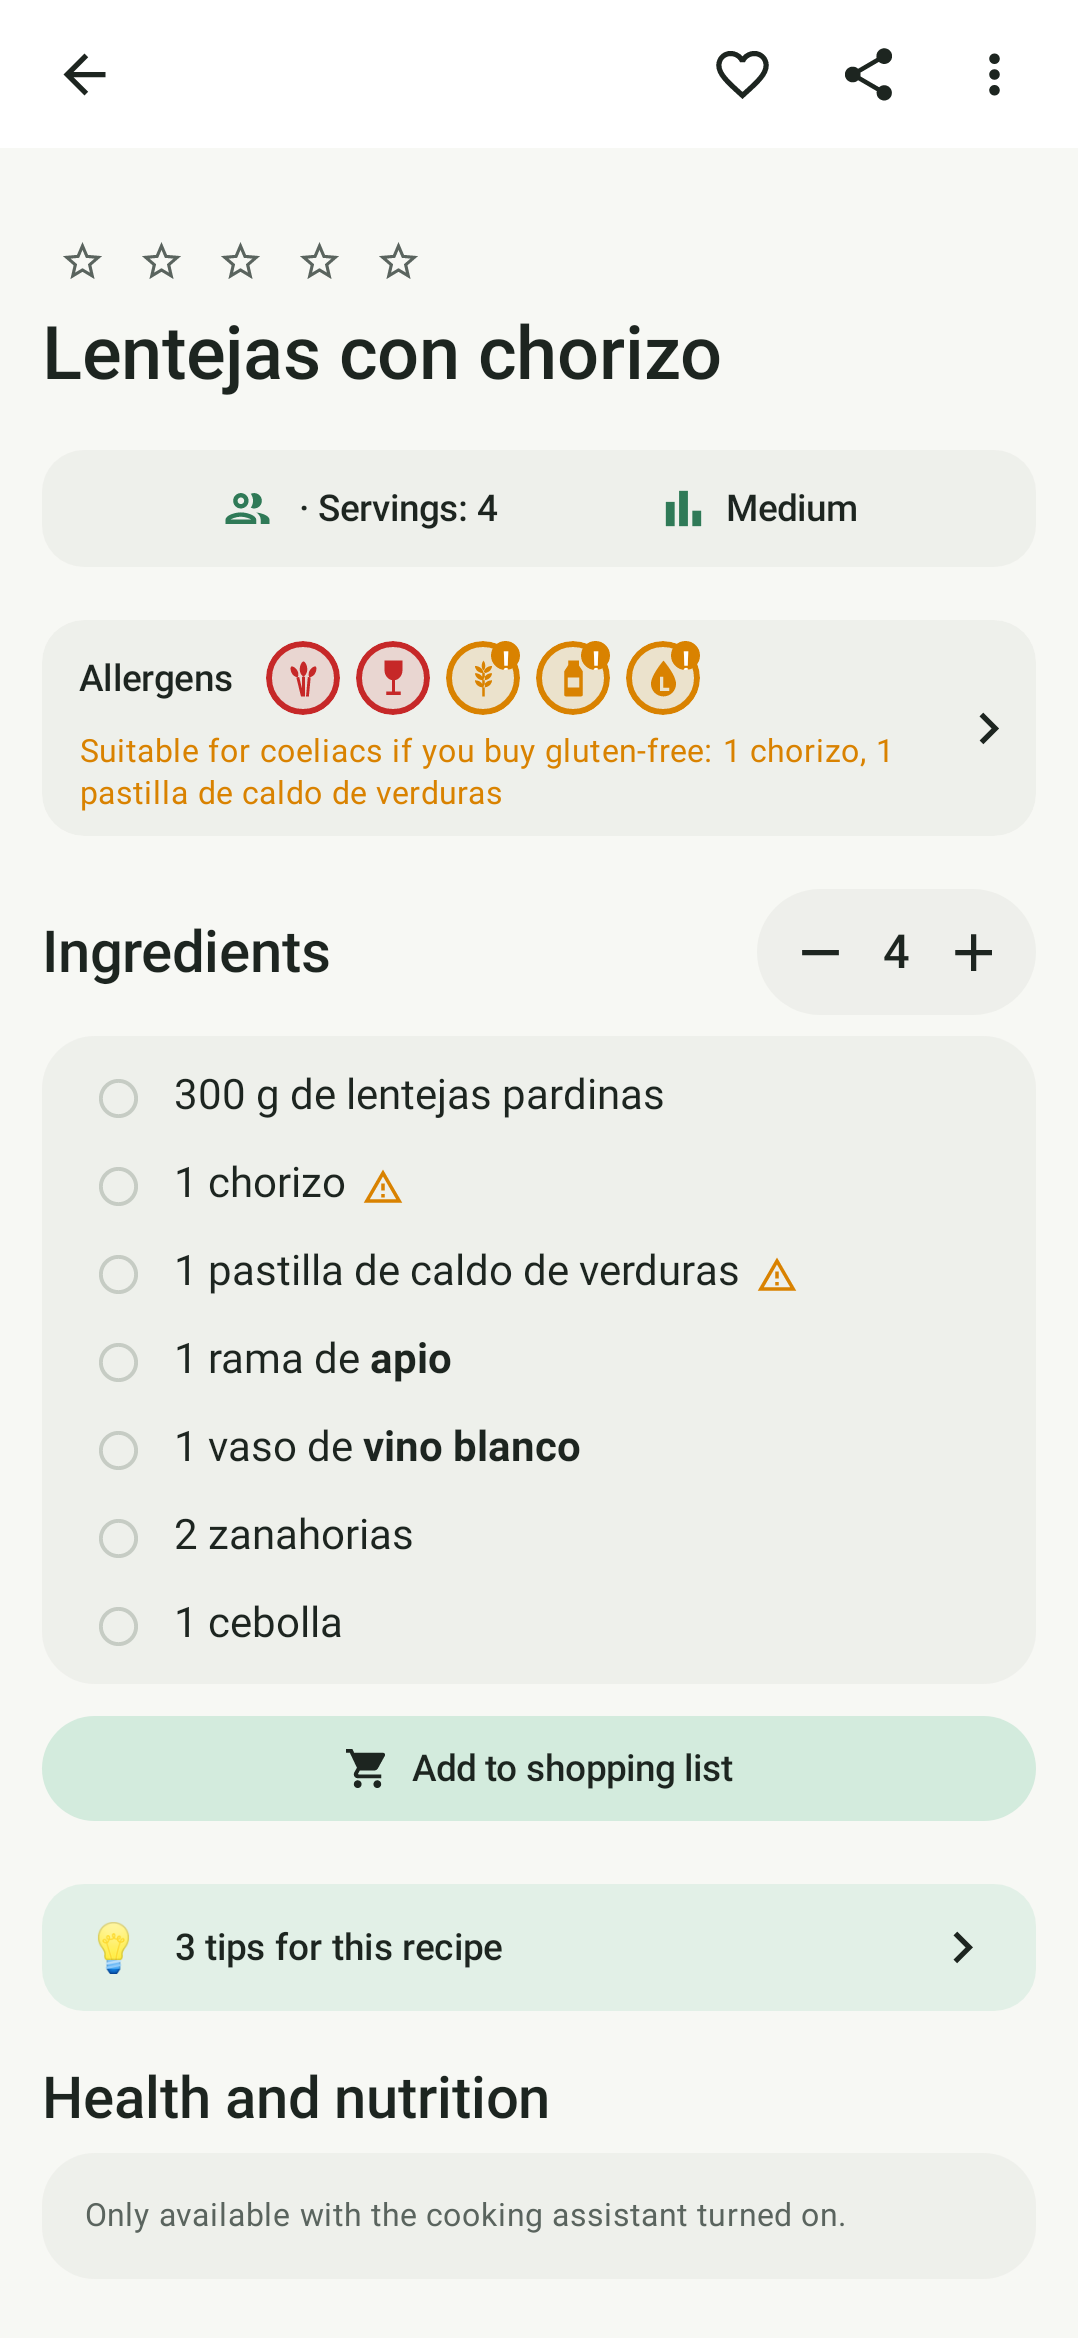 Lentejas con chorizo
· Servings: 4
Medium
Allergens
L
Suitable for coeliacs if you buy gluten-free: 1 chorizo, 1
pastilla de caldo de verduras
Ingredients
4
300 g de lentejas pardinas
1 chorizo
1 pastilla de caldo de verduras
1 rama de apio
1 vaso de vino blanco
2 zanahorias
1 cebolla
Add to shopping list
3 tips for this recipe
Health and nutrition
Only available with the cooking assistant turned on.